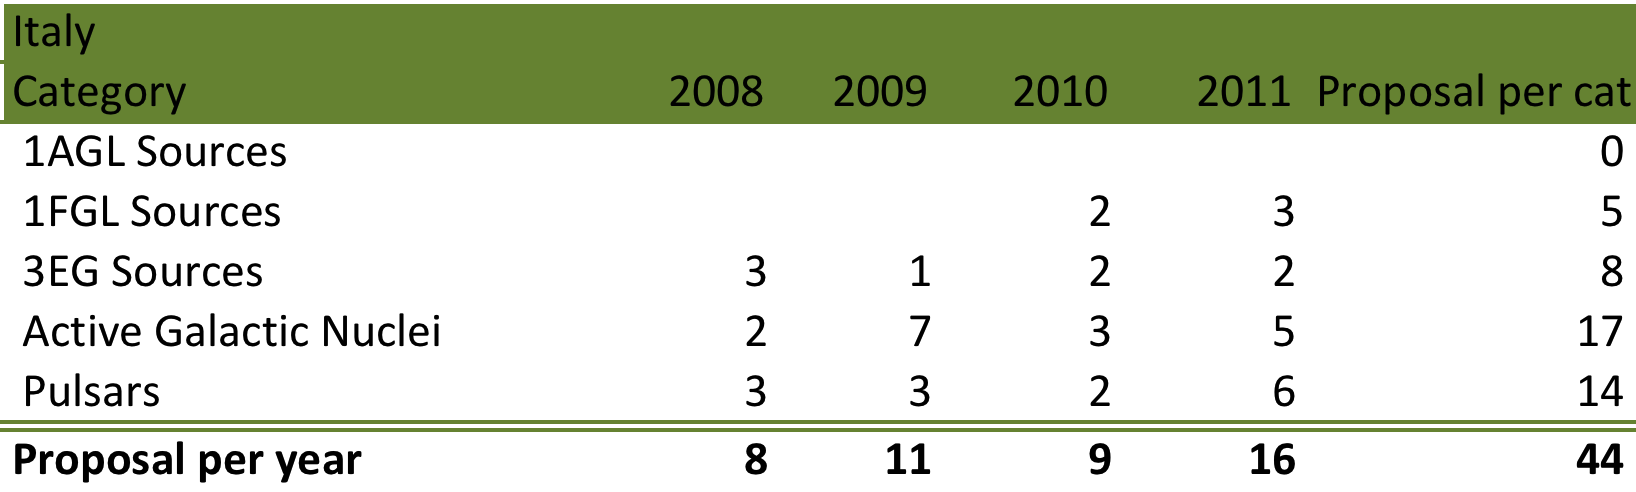 Italy
Category 2008 2009 2010 2011 Proposal per cat
1AGL Sources 0
1FGL Sources 2 3 5
3EG Sources 3 1 2 2 8
Active Galactic Nuclei 2 7 3 5 17
Pulsars 3 3 2 6 14
Proposal per year 8 11 9 16 44